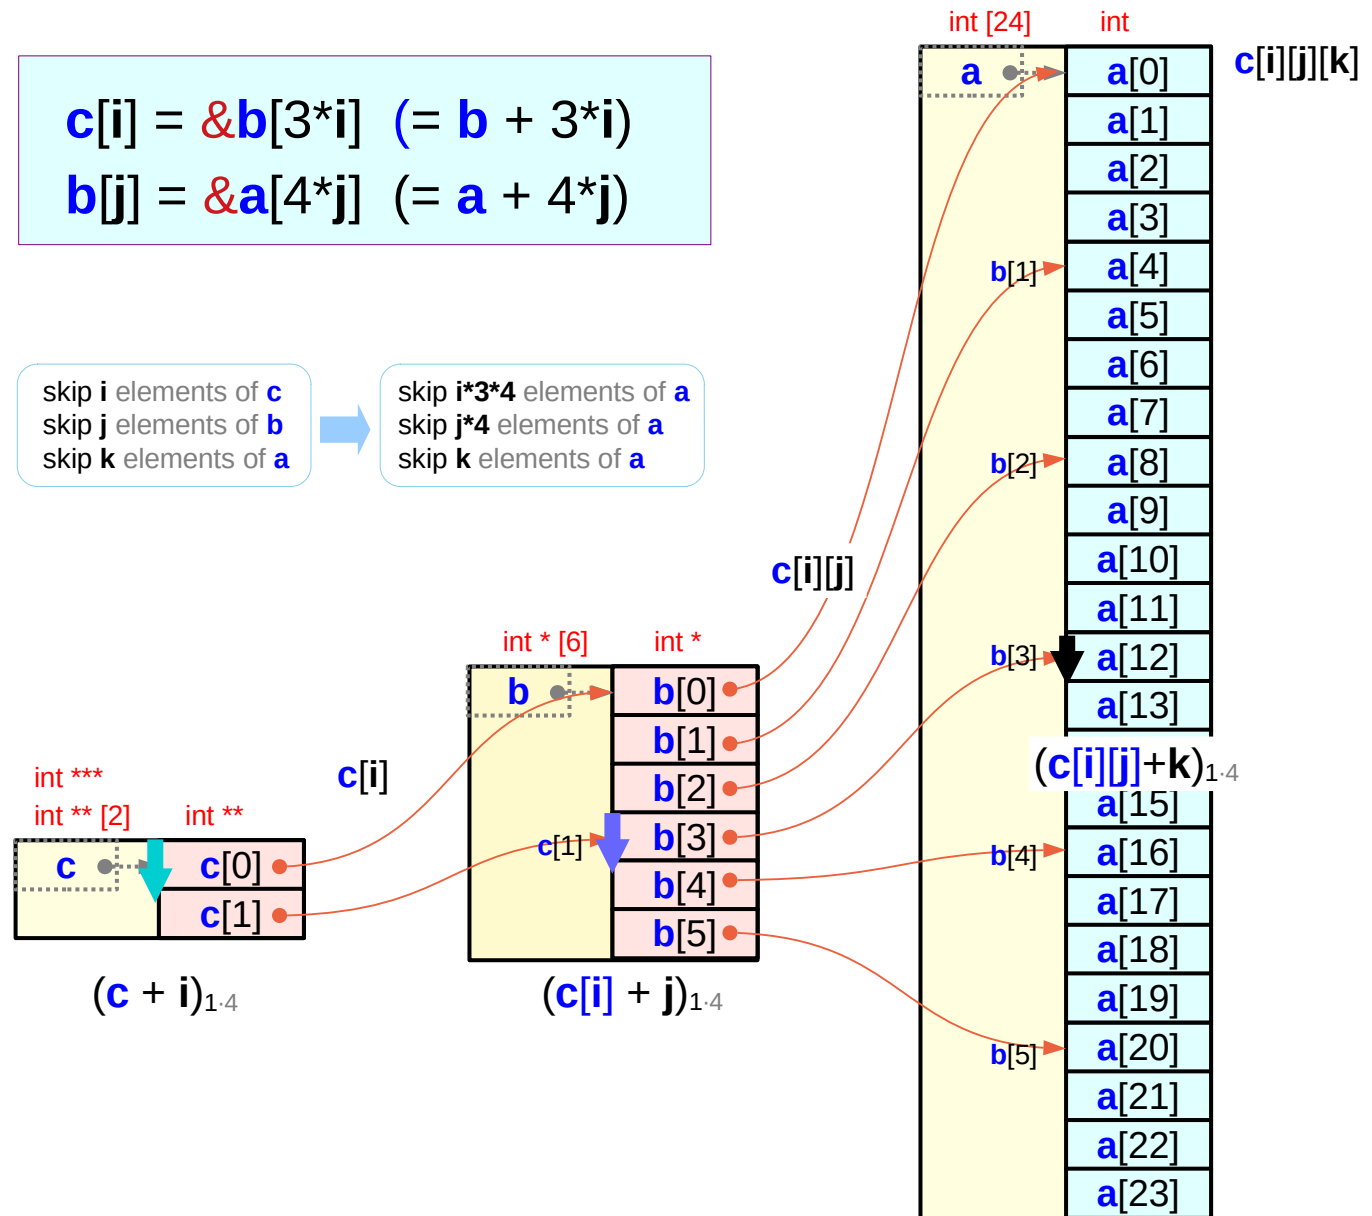 int [24]
int
c[i][j][k]
c[i] = &b[3*i] (= b + 3*i)
b[j] = &a[4*j] (= a + 4*j)
a
a[0]
a[1]
a[2]
a[3]
b[1]
a[4]
a[5]
a[6]
a[7]
b[2]
a[8]
a[9]
a[10]
a[11]
b[3]
a[12]
a[13]
(c[i][j]+k)1·4
a[15]
b[4]
a[16]
a[17]
a[18]
a[19]
b[5]
a[20]
a[21]
a[22]
a[23]
skip i elements of c
skip j elements of b
skip k elements of a
skip i*3*4 elements of a
skip j*4 elements of a
skip k elements of a
c[i][j]
int * [6]
int *
b
b[0]
b[1]
b[2]
c[1]
b[3]
b[4]
b[5]
(c[i] + j)1·4
c[i]
int ***
int ** [2]
int **
c
c[0]
c[1]
(c + i)1·4